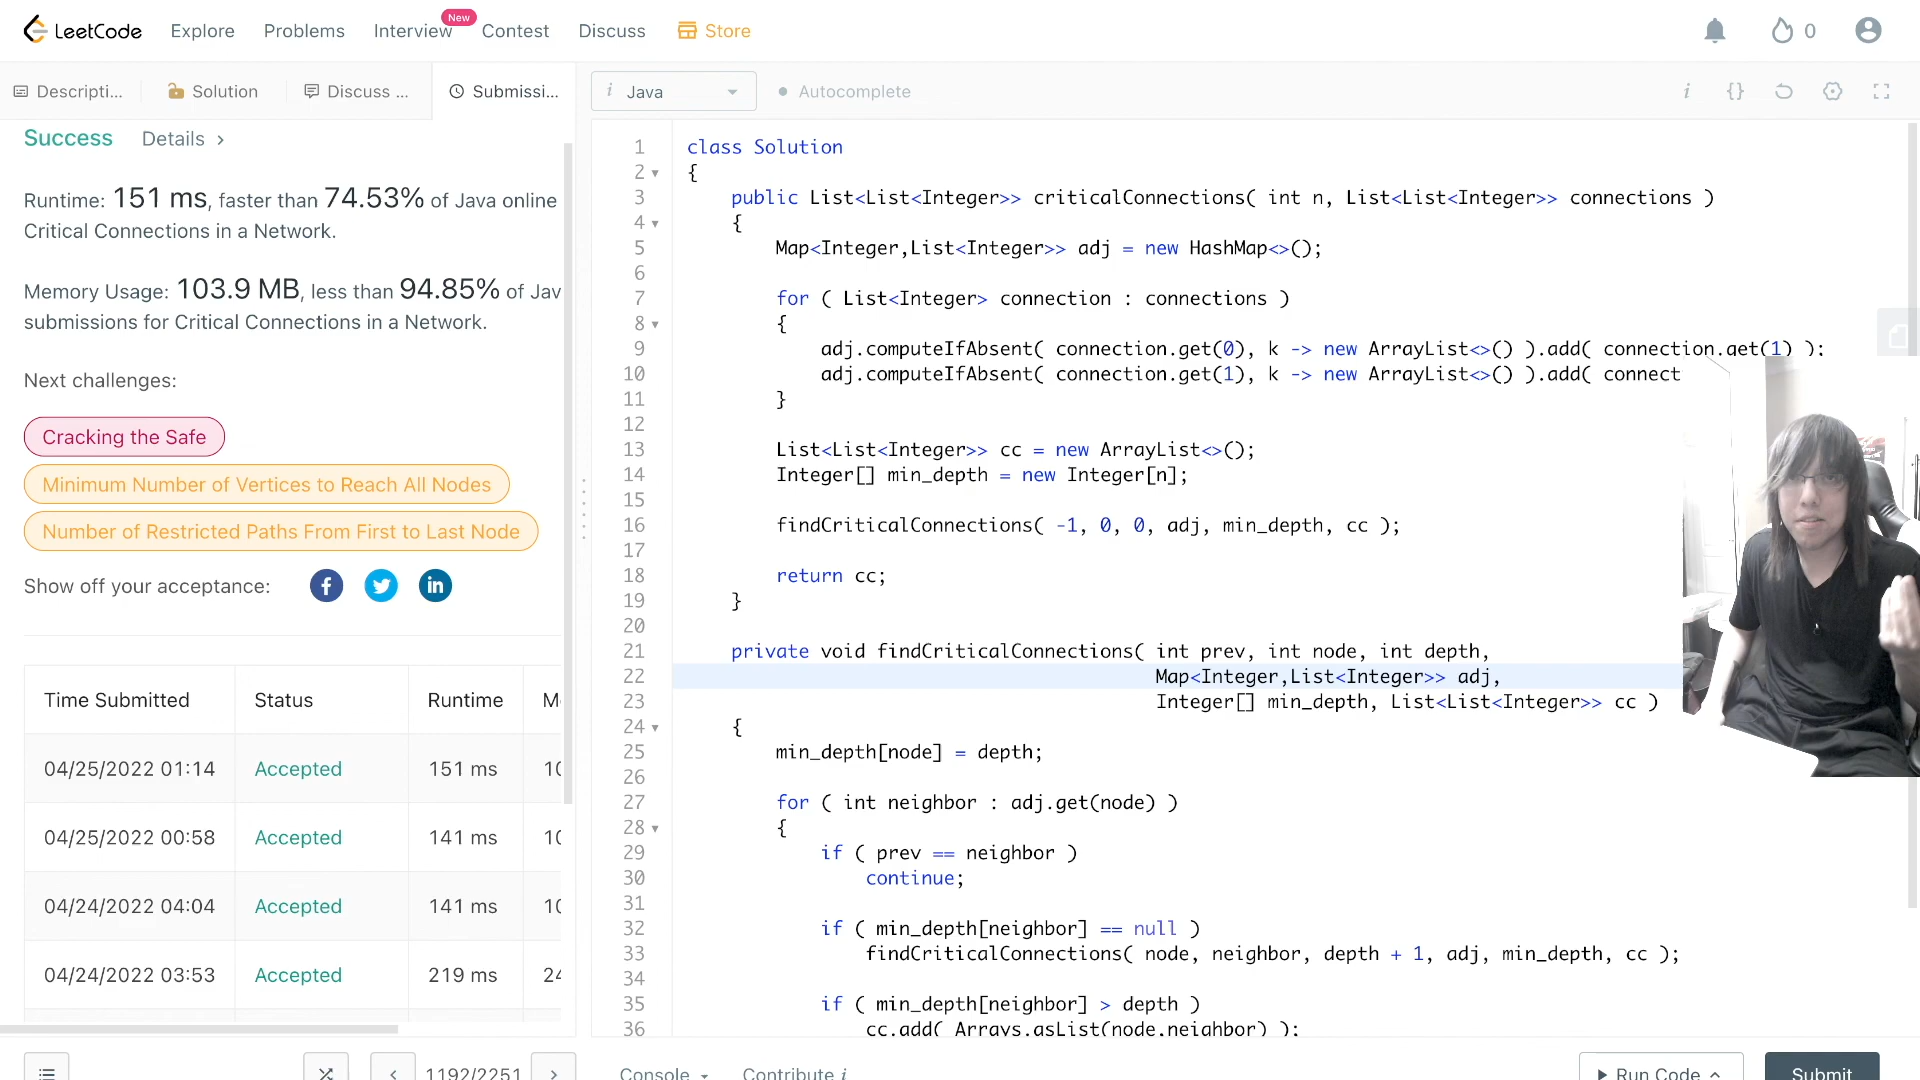 LeetCode
Explore
Problems
Interview
New
Contest
Discuss
Store
0
Descripti...
Solution
Discuss ...
Submissi...
i Java
Autocomplete
i {}
Success
Details >
Runtime: 151 ms, faster than 74.53% of Java online
Critical Connections in a Network.
Memory Usage: 103.9 MB, less than 94.85% of Jav
submissions for Critical Connections in a Network.
Next challenges:
Cracking the Safe
Minimum Number of Vertices to Reach All Nodes
Number of Restricted Paths From First to Last Node
Show off your acceptance:
Time Submitted Status Runtime M
04/25/2022 01:14 Accepted 151 ms 10
04/25/2022 00:58 Accepted 141 ms 10
04/24/2022 04:04 Accepted 141 ms 10
04/24/2022 03:53 Accepted 219 ms 24
1192/2251
1 class Solution
2 {
3 public List<List<Integer>> criticalConnections( int n, List<List<Integer>> connections )
4 {
5 Map<Integer,List<Integer>> adj = new HashMap<>();
6
7 for ( List<Integer> connection : connections )
8 {
9 adj.computeIfAbsent( connection.get(0), k -> new ArrayList<>() ).add( connection.get(1) );
10 adj.computeIfAbsent( connection.get(1), k -> new ArrayList<>() ).add( connect
11 }
12
13 List<List<Integer>> cc = new ArrayList<>();
14 Integer[] min_depth = new Integer[n];
15
16 findCriticalConnections( -1, 0, 0, adj, min_depth, cc );
17
18 return cc;
19 }
20
21 private void findCriticalConnections( int prev, int node, int depth,
22 Map<Integer,List<Integer>> adj,
23 Integer[] min_depth, List<List<Integer>> cc )
24 {
25 min_depth[node] = depth;
26
27 for ( int neighbor : adj.get(node) )
28 {
29 if ( prev == neighbor )
30 continue;
31
32 if ( min_depth[neighbor] == null )
33 findCriticalConnections( node, neighbor, depth + 1, adj, min_depth, cc );
34
35 if ( min_depth[neighbor] > depth )
36 cc.add( Arrays.asList(node,neighbor) );
Console
Contribute i
Run Code
Submit